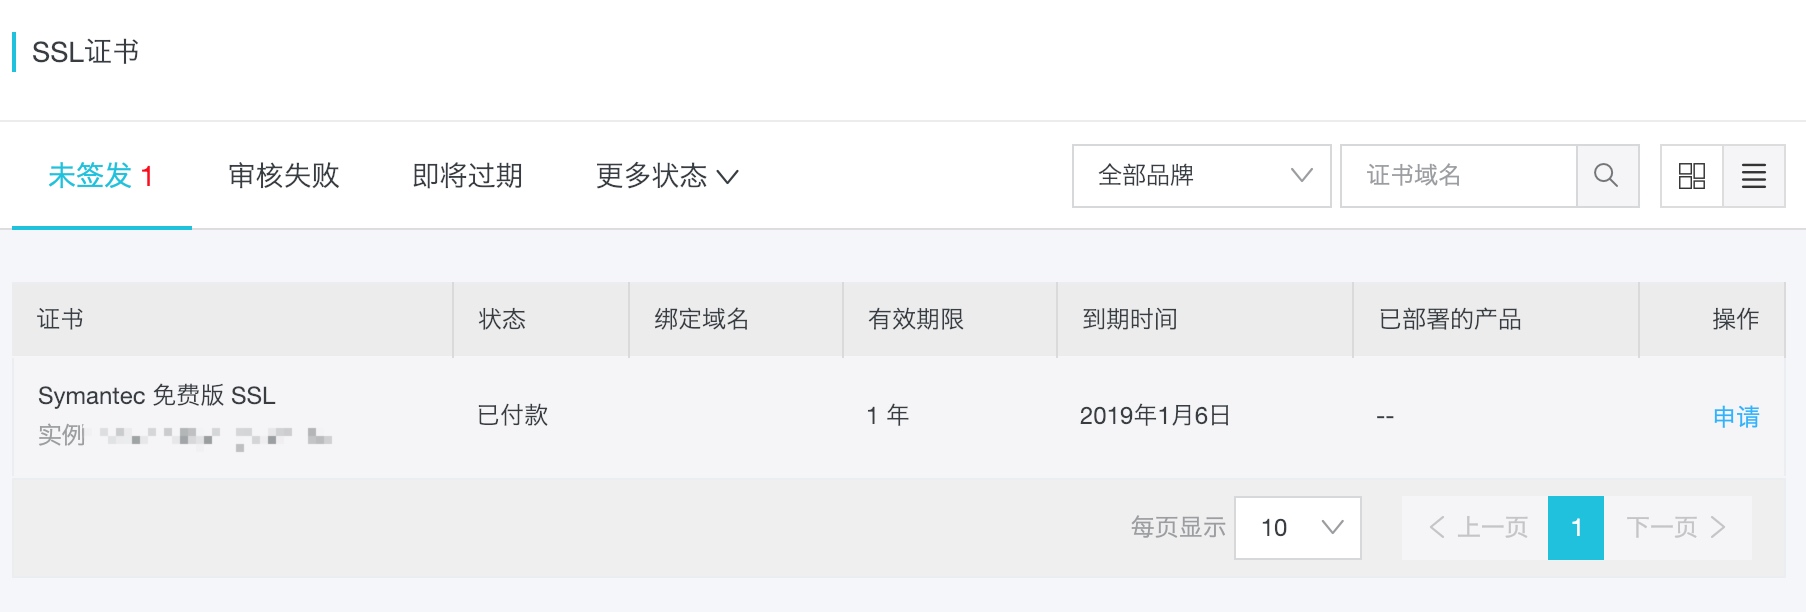 SSL证书
未签发 1 审核失败 即将过期 更多状态 全部品牌 证书域名
证书 状态 绑定域名 有效期限 到期时间 已部署的产品 操作
Symantec 免费版 SSL
实例
已付款 1 年 2019年1月6日 -- 申请
每页显示 10 上一页 1 下一页